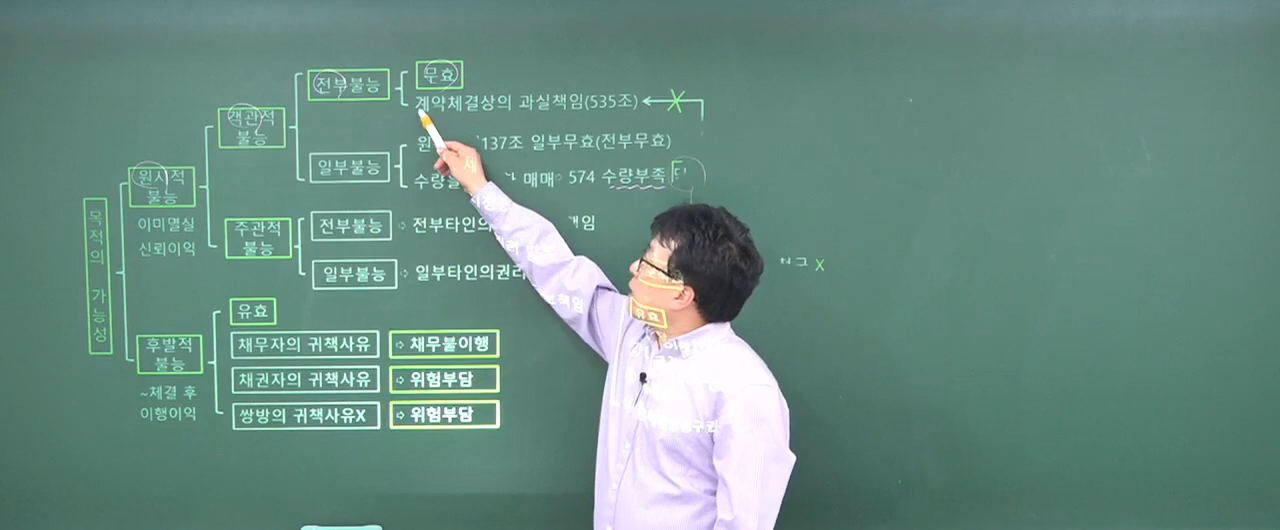 목적의 가능성
원시적
불능
이미멸실
신뢰이익
객관적
불능
전부불능
무효
계약체결상의 과실책임(535조)
일부불능
137조 일부무효(전부무효)
매매 574 수량부족
주관적
불능
전부불능
⇨ 전부타인의
일부불능
⇨ 일부타인의권리
후발적
불능
~체결 후
이행이익
유효
채무자의 귀책사유
⇨ 채무불이행
채권자의 귀책사유
⇨ 위험부담
쌍방의 귀책사유X
⇨ 위험부담
유효